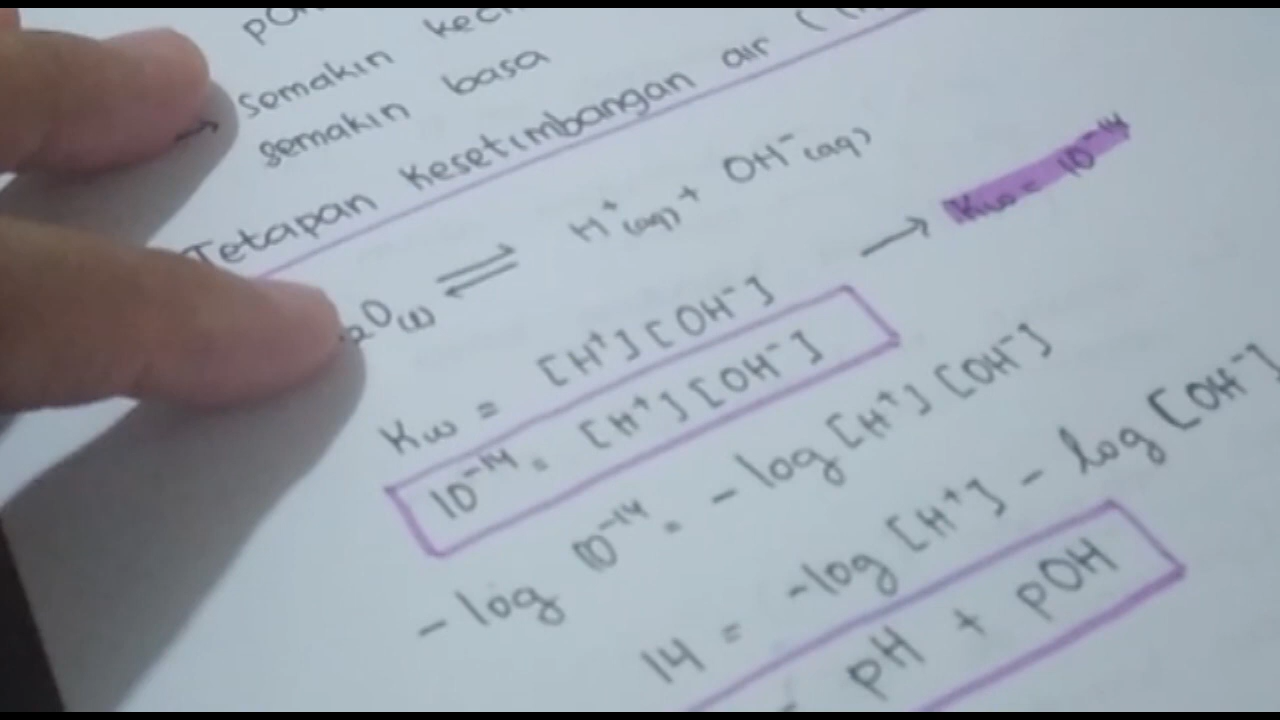 Semakin
semakin basa
Tetapan Kesetimbangan air
2O(l) ⇌ H⁺(aq) + OH⁻(aq)
Kw = [H⁺] [OH⁻] → Kw = 10⁻¹⁴
10⁻¹⁴ = [H⁺] [OH⁻]
- log 10⁻¹⁴ = - log [H⁺] [OH⁻]
14 = -log [H⁺] - log [OH⁻]
pH + pOH